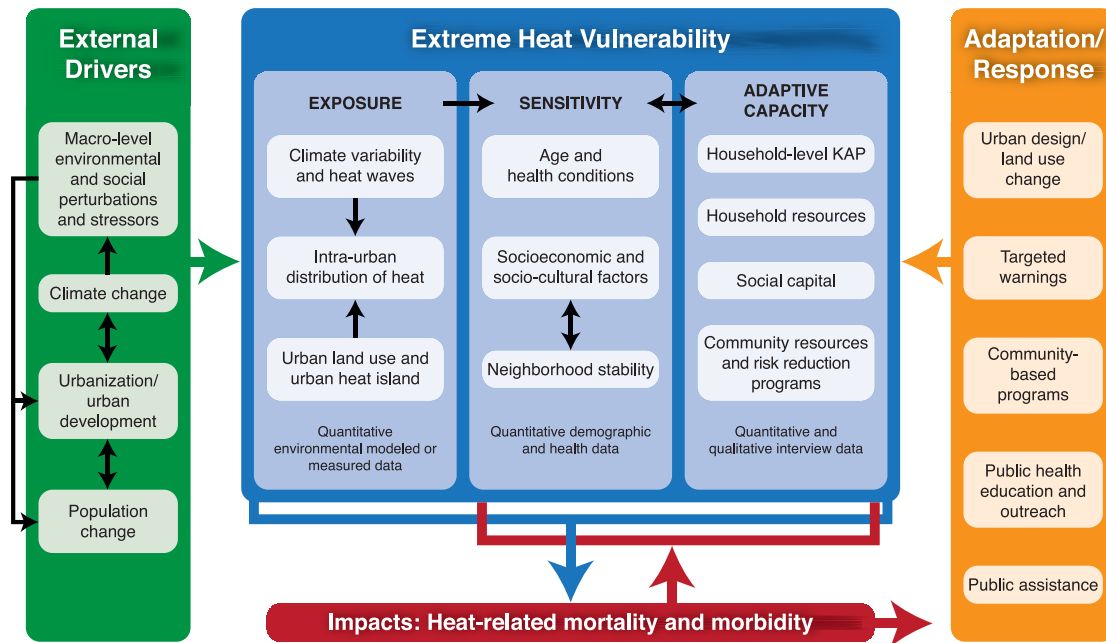 External
Drivers
Macro-level
environmental
and social
perturbations
and stressors
Climate change
Urbanization/
urban
development
Population
change
Extreme Heat Vulnerability
EXPOSURE
Climate variability
and heat waves
Intra-urban
distribution of heat
Urban land use and
urban heat island
Quantitative
environmental modeled or
measured data
SENSITIVITY
Age and
health conditions
Socioeconomic and
socio-cultural factors
Neighborhood stability
Quantitative demographic
and health data
ADAPTIVE
CAPACITY
Household-level KAP
Household resources
Social capital
Community resources
and risk reduction
programs
Quantitative and
qualitative interview data
Impacts: Heat-related mortality and morbidity
Adaptation/
Response
Urban design/
land use
change
Targeted
warnings
Community-
based
programs
Public health
education and
outreach
Public assistance